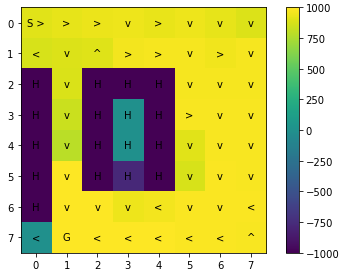 0 S > > > v > v v v 1000
1 < v ^ > > v > v 750
2 H v H H H v v v 500
3 H v H H H > v v 250
4 H v H H H v v v 0
5 H v H H H v v v -250
-500
6 H v v v < v v < -750
7 < G < < < < < ^ -1000
0 1 2 3 4 5 6 7